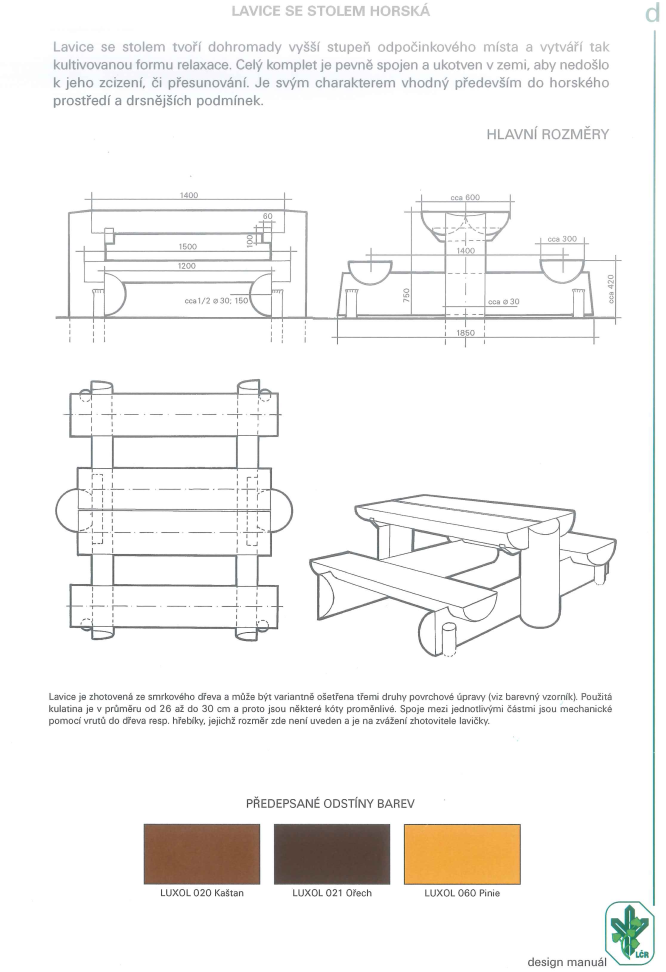 LAVICE SE STOLEM HORSKÁ
d
Lavice se stolem tvoří dohromady vyšší stupeň odpočinkového místa a vytváří tak
kultivovanou formu relaxace. Celý komplet je pevně spojen a ukotven v zemi, aby nedošlo
k jeho zcizení, či přesunování. Je svým charakterem vhodný především do horského
prostředí a drsnějších podmínek.
HLAVNÍ ROZMĚRY
1400
60
100
1500
1200
cca1/2 ø 30; 150
cca 600
cca 300
1400
750
cca ø 30
cca 420
1850
Lavice je zhotovená ze smrkového dřeva a může být variantně ošetřena třemi druhy povrchové úpravy (viz barevný vzorník). Použitá
kulatina je v průměru od 26 až do 30 cm a proto jsou některé kóty proměnlivé. Spoje mezi jednotlivými částmi jsou mechanické
pomocí vrutů do dřeva resp. hřebíky, jejichž rozměr zde není uveden a je na zvážení zhotovitele lavičky.
PŘEDEPSANÉ ODSTÍNY BAREV
LUXOL 020 Kaštan
LUXOL 021 Ořech
LUXOL 060 Pinie
LČR
design manuál